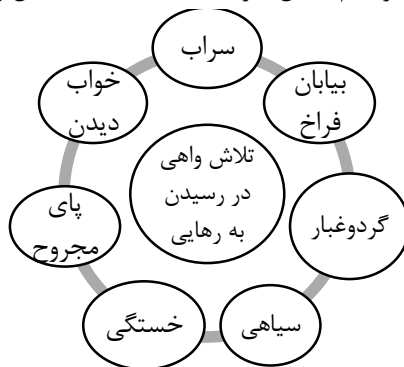 سراب
بیابان
فراخ
گردوغبار
سیاهی
خستگی
پای
مجروح
خواب
دیدن
تلاش واهی
در رسیدن
به رهایی